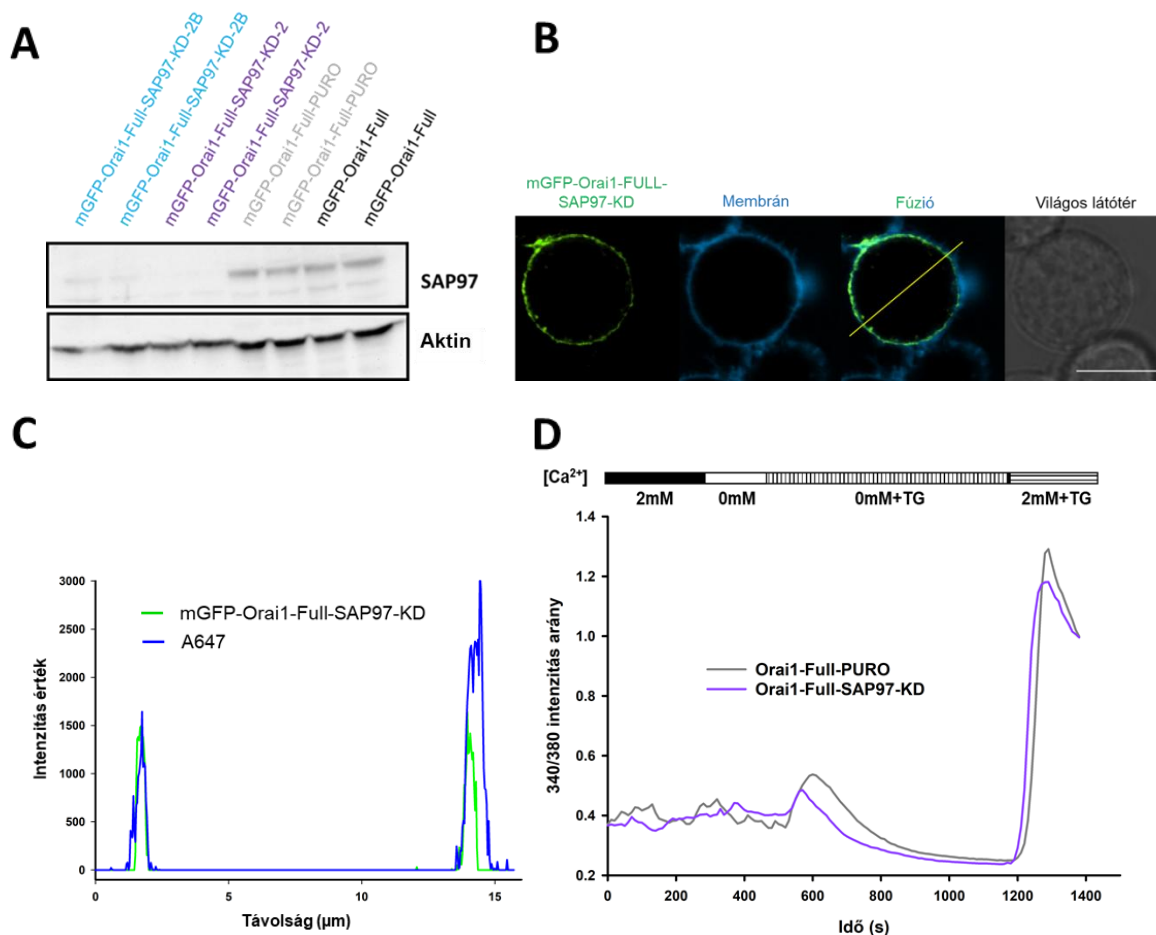 A
mGFP-Orai1-Full-SAP97-KD-2B
mGFP-Orai1-Full-SAP97-KD-2B
mGFP-Orai1-Full-SAP97-KD-2
mGFP-Orai1-Full-SAP97-KD-2
mGFP-Orai1-Full-PURO
mGFP-Orai1-Full-PURO
mGFP-Orai1-Full
mGFP-Orai1-Full
SAP97
Aktin
B
mGFP-Orai1-FULL-
SAP97-KD
Membrán
Fúzió
Világos látótér
C
3000
2500
2000
1500
1000
500
0
Intenzitás érték
mGFP-Orai1-Full-SAP97-KD
A647
0
5
10
15
Távolság (µm)
D
[Ca²⁺]
2mM
0mM
0mM+TG
2mM+TG
1.4
1.2
1.0
0.8
0.6
0.4
0.2
340/380 intenzitás arány
Orai1-Full-PURO
Orai1-Full-SAP97-KD
0
200
400
600
800
1000
1200
1400
Idő (s)